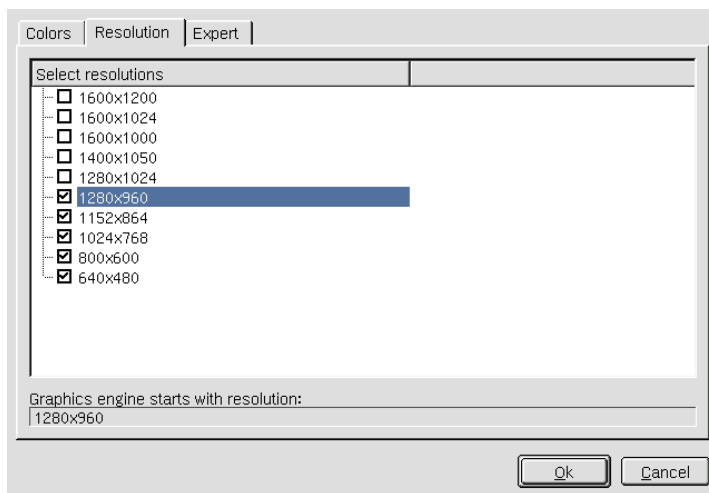 Colors Resolution Expert
Select resolutions
1600x1200
1600x1024
1600x1000
1400x1050
1280x1024
1280x960
1152x864
1024x768
800x600
640x480
Graphics engine starts with resolution:
1280x960
Ok Cancel